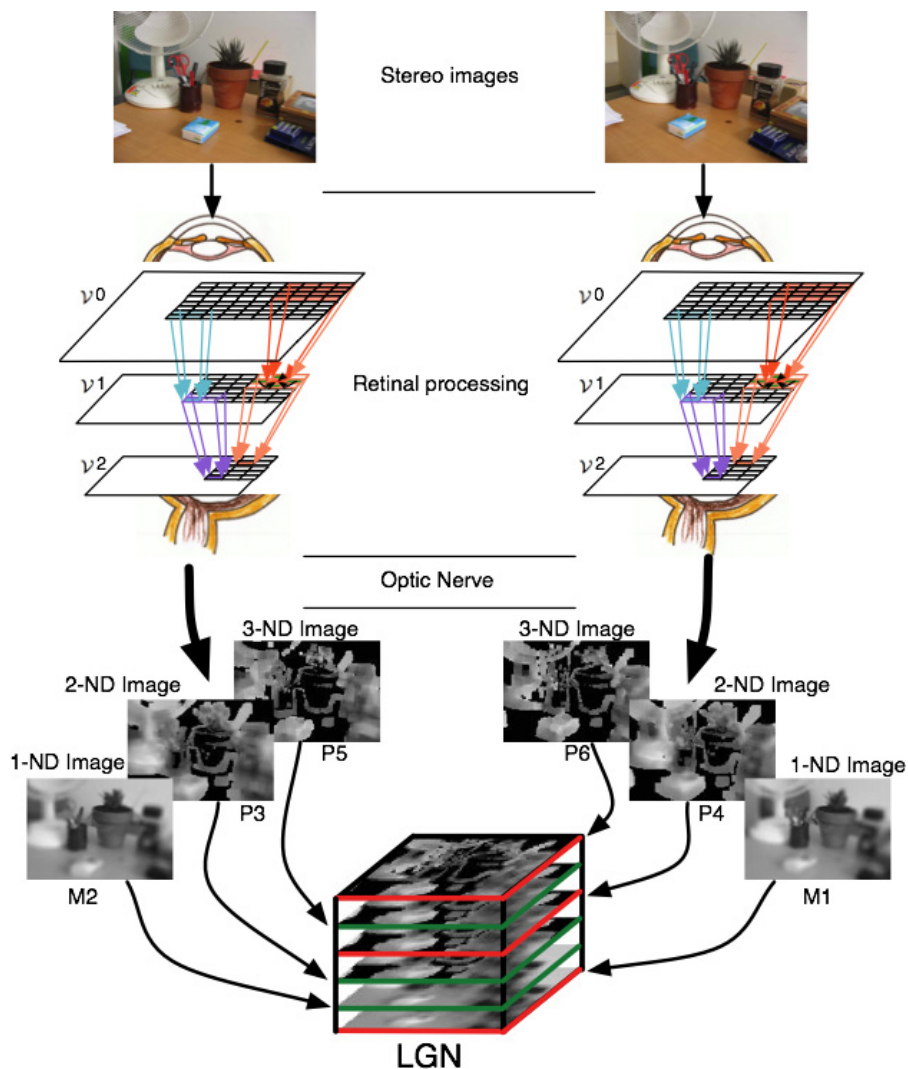 Stereo images
ν0
ν0
ν1
Retinal processing
ν1
ν2
ν2
Optic Nerve
3-ND Image
3-ND Image
2-ND Image
2-ND Image
1-ND Image
1-ND Image
P5
P6
P3
P4
M2
M1
LGN